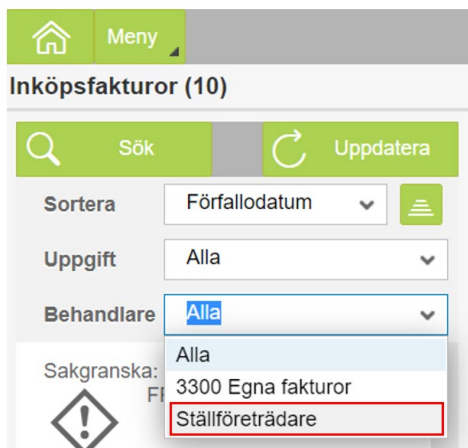 Meny
Inköpsfakturor (10)
Sök Uppdatera
Sortera Förfallodatum
Uppgift Alla
Behandlare Alla
Alla
Sakgranska:
3300 Egna fakturor
Ställföreträdare